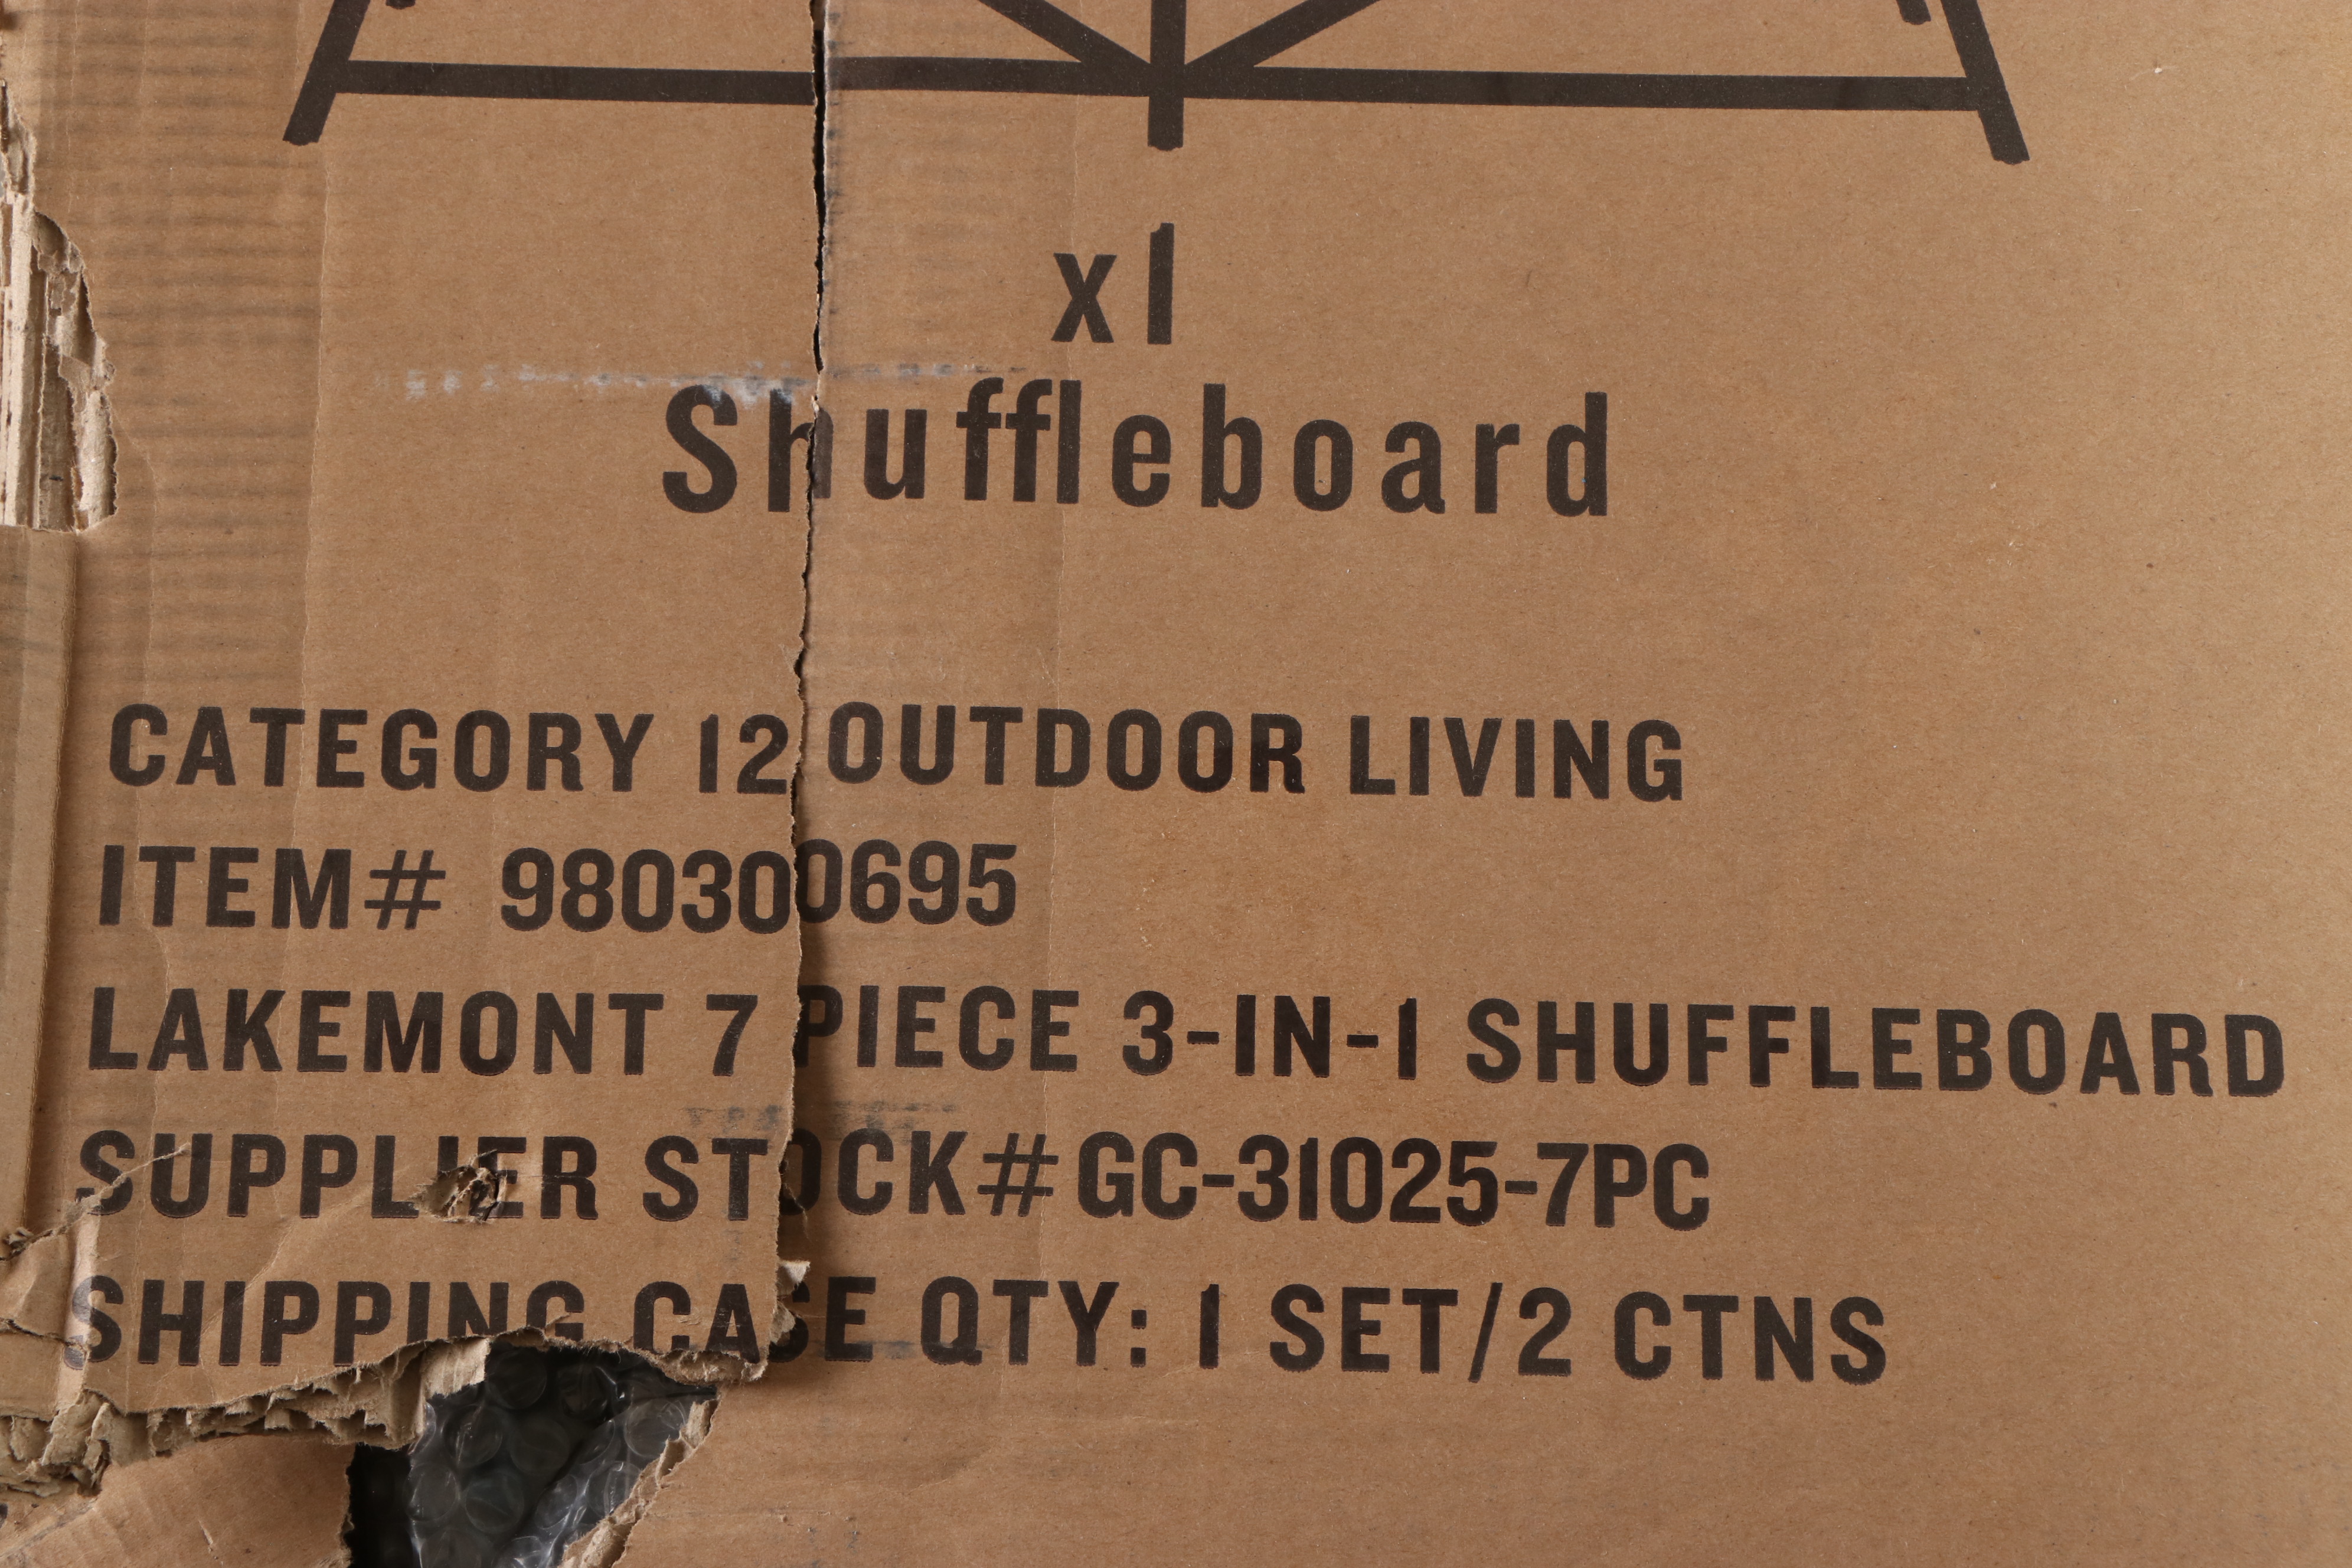 x1
Shuffleboard
CATEGORY 12 OUTDOOR LIVING
ITEM# 980300695
LAKEMONT 7 PIECE 3-IN-1 SHUFFLEBOARD
SUPPLIER STOCK#GC-31025-7PC
SHIPPING CASE QTY: 1 SET/2 CTNS